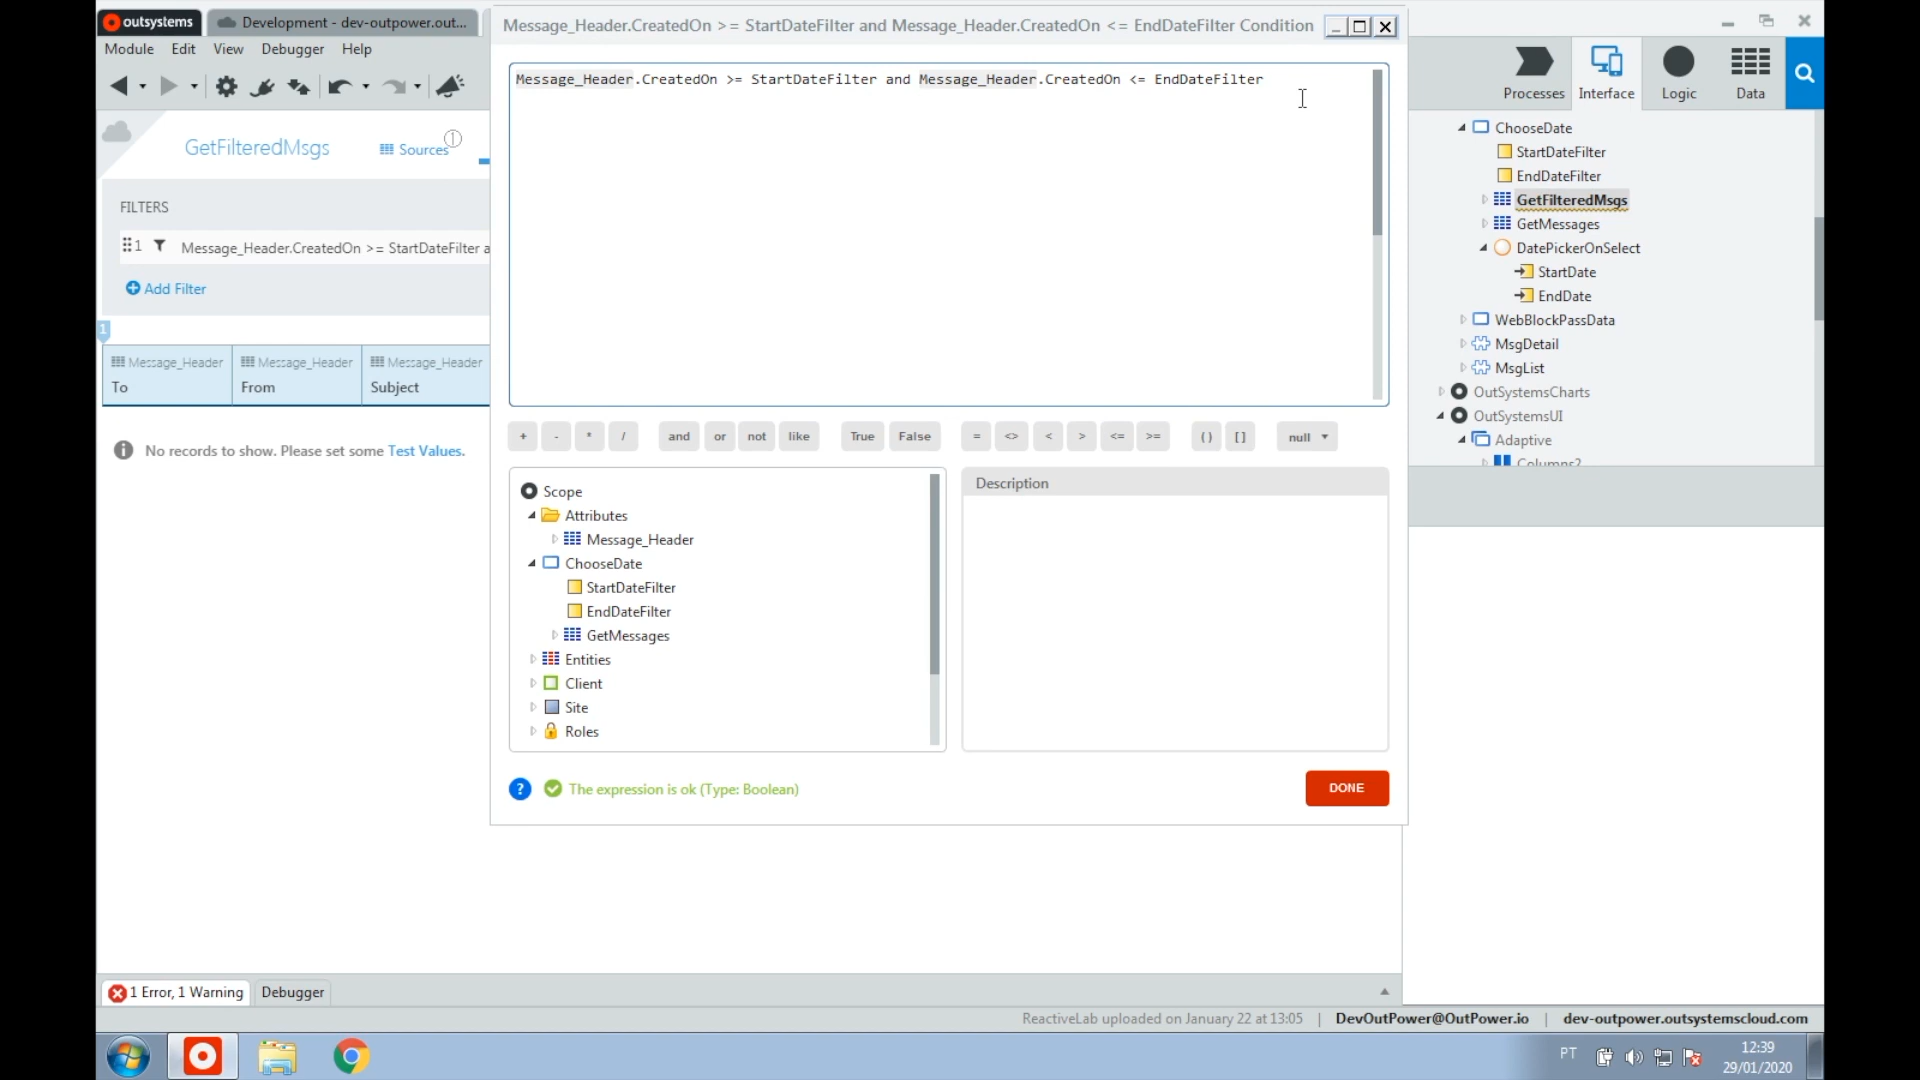 outsystems
Development - dev-outpower.out...
Message_Header.CreatedOn >= StartDateFilter and Message_Header.CreatedOn <= EndDateFilter Condition
Module Edit View Debugger Help
Processes Interface Logic Data
GetFilteredMsgs
Sources 1
FILTERS
1 Message_Header.CreatedOn >= StartDateFilter a
Add Filter
1
Message_Header Message_Header Message_Header
To From Subject
No records to show. Please set some Test Values.
Message_Header.CreatedOn >= StartDateFilter and Message_Header.CreatedOn <= EndDateFilter
+ - * / and or not like True False = <> < > <= >= ( ) [ ] null
Scope
Attributes
Message_Header
ChooseDate
StartDateFilter
EndDateFilter
GetMessages
Entities
Client
Site
Roles
Description
? The expression is ok (Type: Boolean)
DONE
ChooseDate
StartDateFilter
EndDateFilter
GetFilteredMsgs
GetMessages
DatePickerOnSelect
StartDate
EndDate
WebBlockPassData
MsgDetail
MsgList
OutSystemsCharts
OutSystemsUI
Adaptive
Columns2
1 Error, 1 Warning Debugger
ReactiveLab uploaded on January 22 at 13:05 | DevOutPower@OutPower.io | dev-outpower.outsystemscloud.com
PT
12:39
29/01/2020